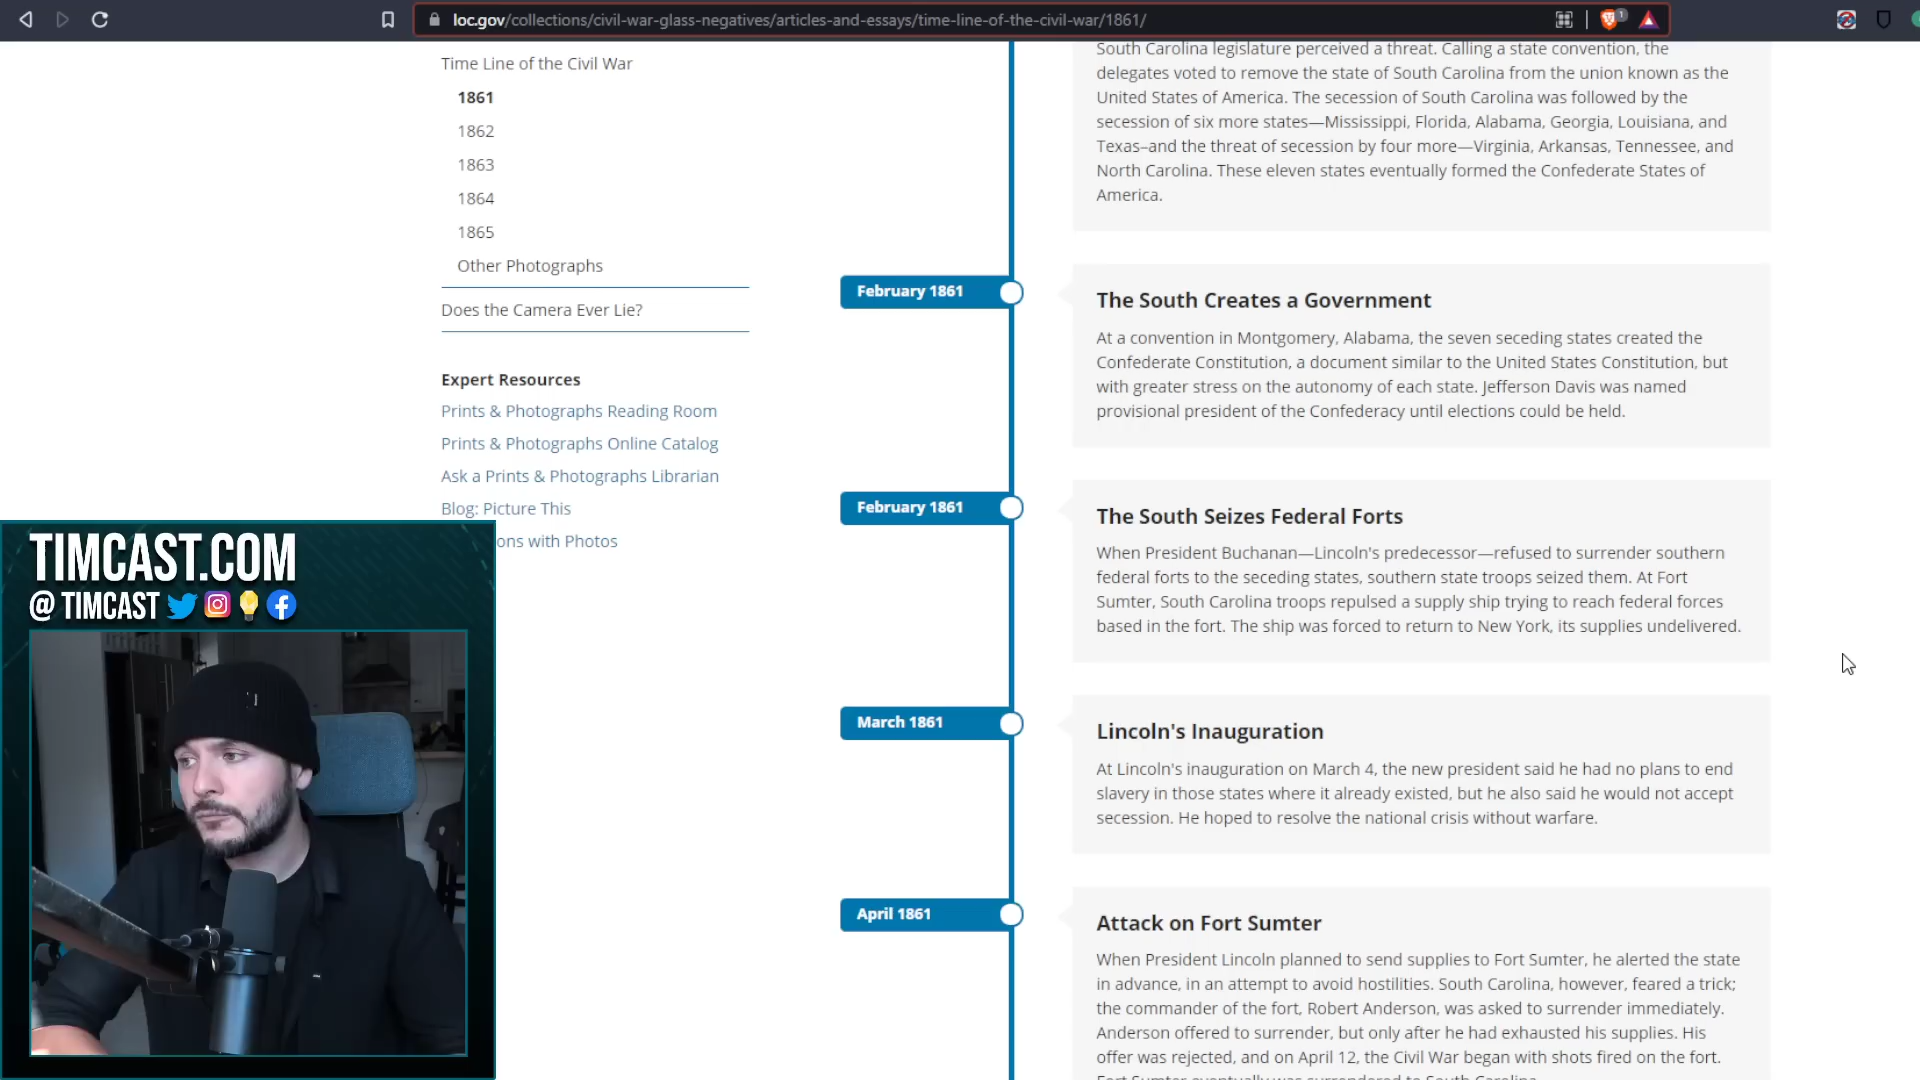 loc.gov/collections/civil-war-glass-negatives/articles-and-essays/time-line-of-the-civil-war/1861/
1
Time Line of the Civil War
1861
1862
1863
1864
1865
Other Photographs
Does the Camera Ever Lie?
Expert Resources
Prints & Photographs Reading Room
Prints & Photographs Online Catalog
Ask a Prints & Photographs Librarian
Blog: Picture This
ons with Photos
TIMCAST.COM
@ TIMCAST
South Carolina legislature perceived a threat. Calling a state convention, the
delegates voted to remove the state of South Carolina from the union known as the
United States of America. The secession of South Carolina was followed by the
secession of six more states—Mississippi, Florida, Alabama, Georgia, Louisiana, and
Texas–and the threat of secession by four more—Virginia, Arkansas, Tennessee, and
North Carolina. These eleven states eventually formed the Confederate States of
America.
February 1861
The South Creates a Government
At a convention in Montgomery, Alabama, the seven seceding states created the
Confederate Constitution, a document similar to the United States Constitution, but
with greater stress on the autonomy of each state. Jefferson Davis was named
provisional president of the Confederacy until elections could be held.
February 1861
The South Seizes Federal Forts
When President Buchanan—Lincoln's predecessor—refused to surrender southern
federal forts to the seceding states, southern state troops seized them. At Fort
Sumter, South Carolina troops repulsed a supply ship trying to reach federal forces
based in the fort. The ship was forced to return to New York, its supplies undelivered.
March 1861
Lincoln's Inauguration
At Lincoln's inauguration on March 4, the new president said he had no plans to end
slavery in those states where it already existed, but he also said he would not accept
secession. He hoped to resolve the national crisis without warfare.
April 1861
Attack on Fort Sumter
When President Lincoln planned to send supplies to Fort Sumter, he alerted the state
in advance, in an attempt to avoid hostilities. South Carolina, however, feared a trick;
the commander of the fort, Robert Anderson, was asked to surrender immediately.
Anderson offered to surrender, but only after he had exhausted his supplies. His
offer was rejected, and on April 12, the Civil War began with shots fired on the fort.
Fort Sumter eventually was surrendered to South Carolina.